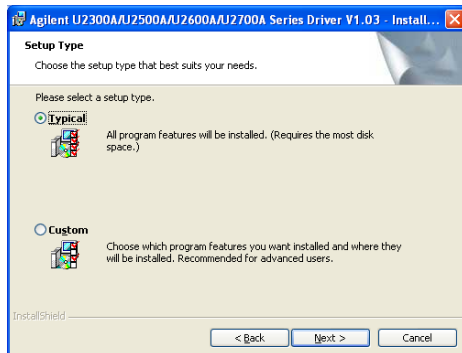 Agilent U2300A/U2500A/U2600A/U2700A Series Driver V1.03 - Install...
Setup Type
Choose the setup type that best suits your needs.
Please select a setup type.
Typical
All program features will be installed. (Requires the most disk
space.)
Custom
Choose which program features you want installed and where they
will be installed. Recommended for advanced users.
InstallShield
< Back
Next >
Cancel